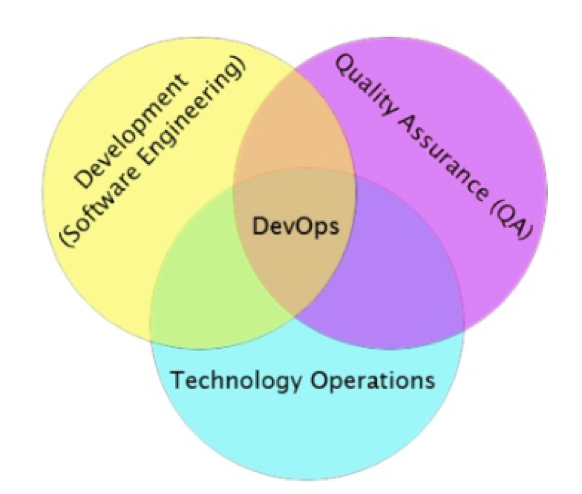 Development
(Software Engineering)
Quality Assurance (QA)
DevOps
Technology Operations